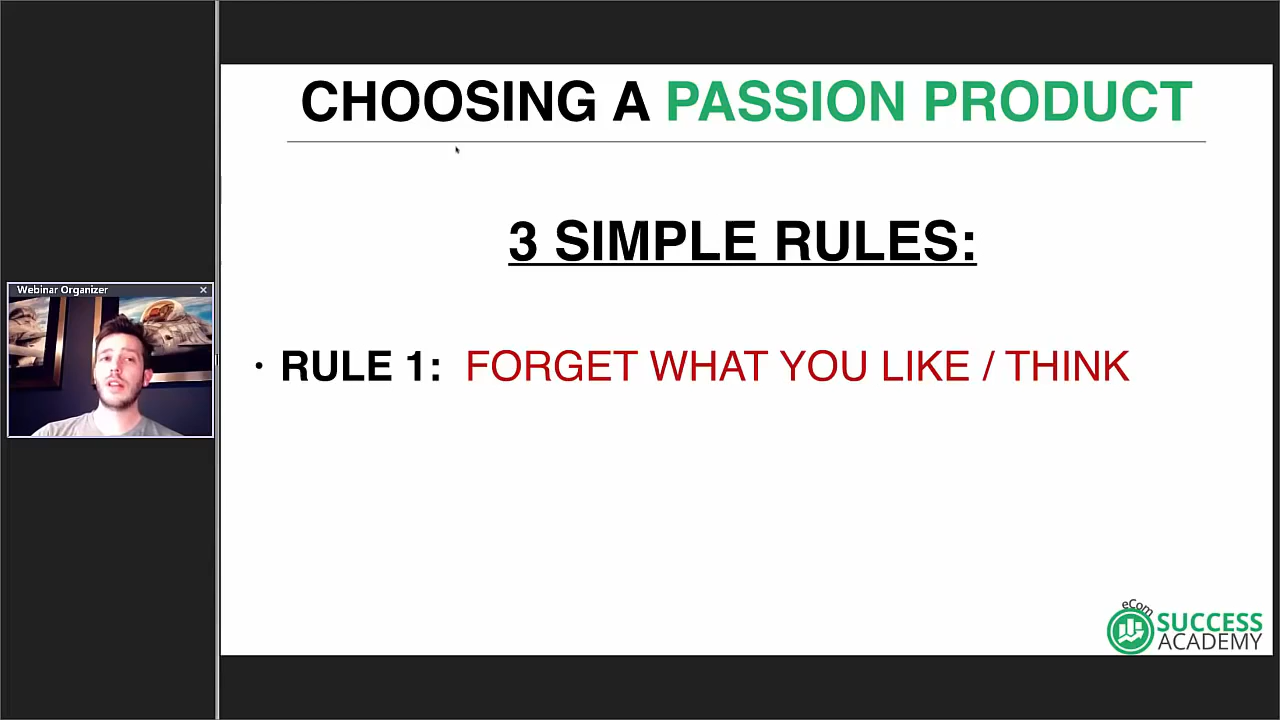 CHOOSING A PASSION PRODUCT
3 SIMPLE RULES:
Webinar Organizer
• RULE 1: FORGET WHAT YOU LIKE / THINK
eCom
SUCCESS
ACADEMY